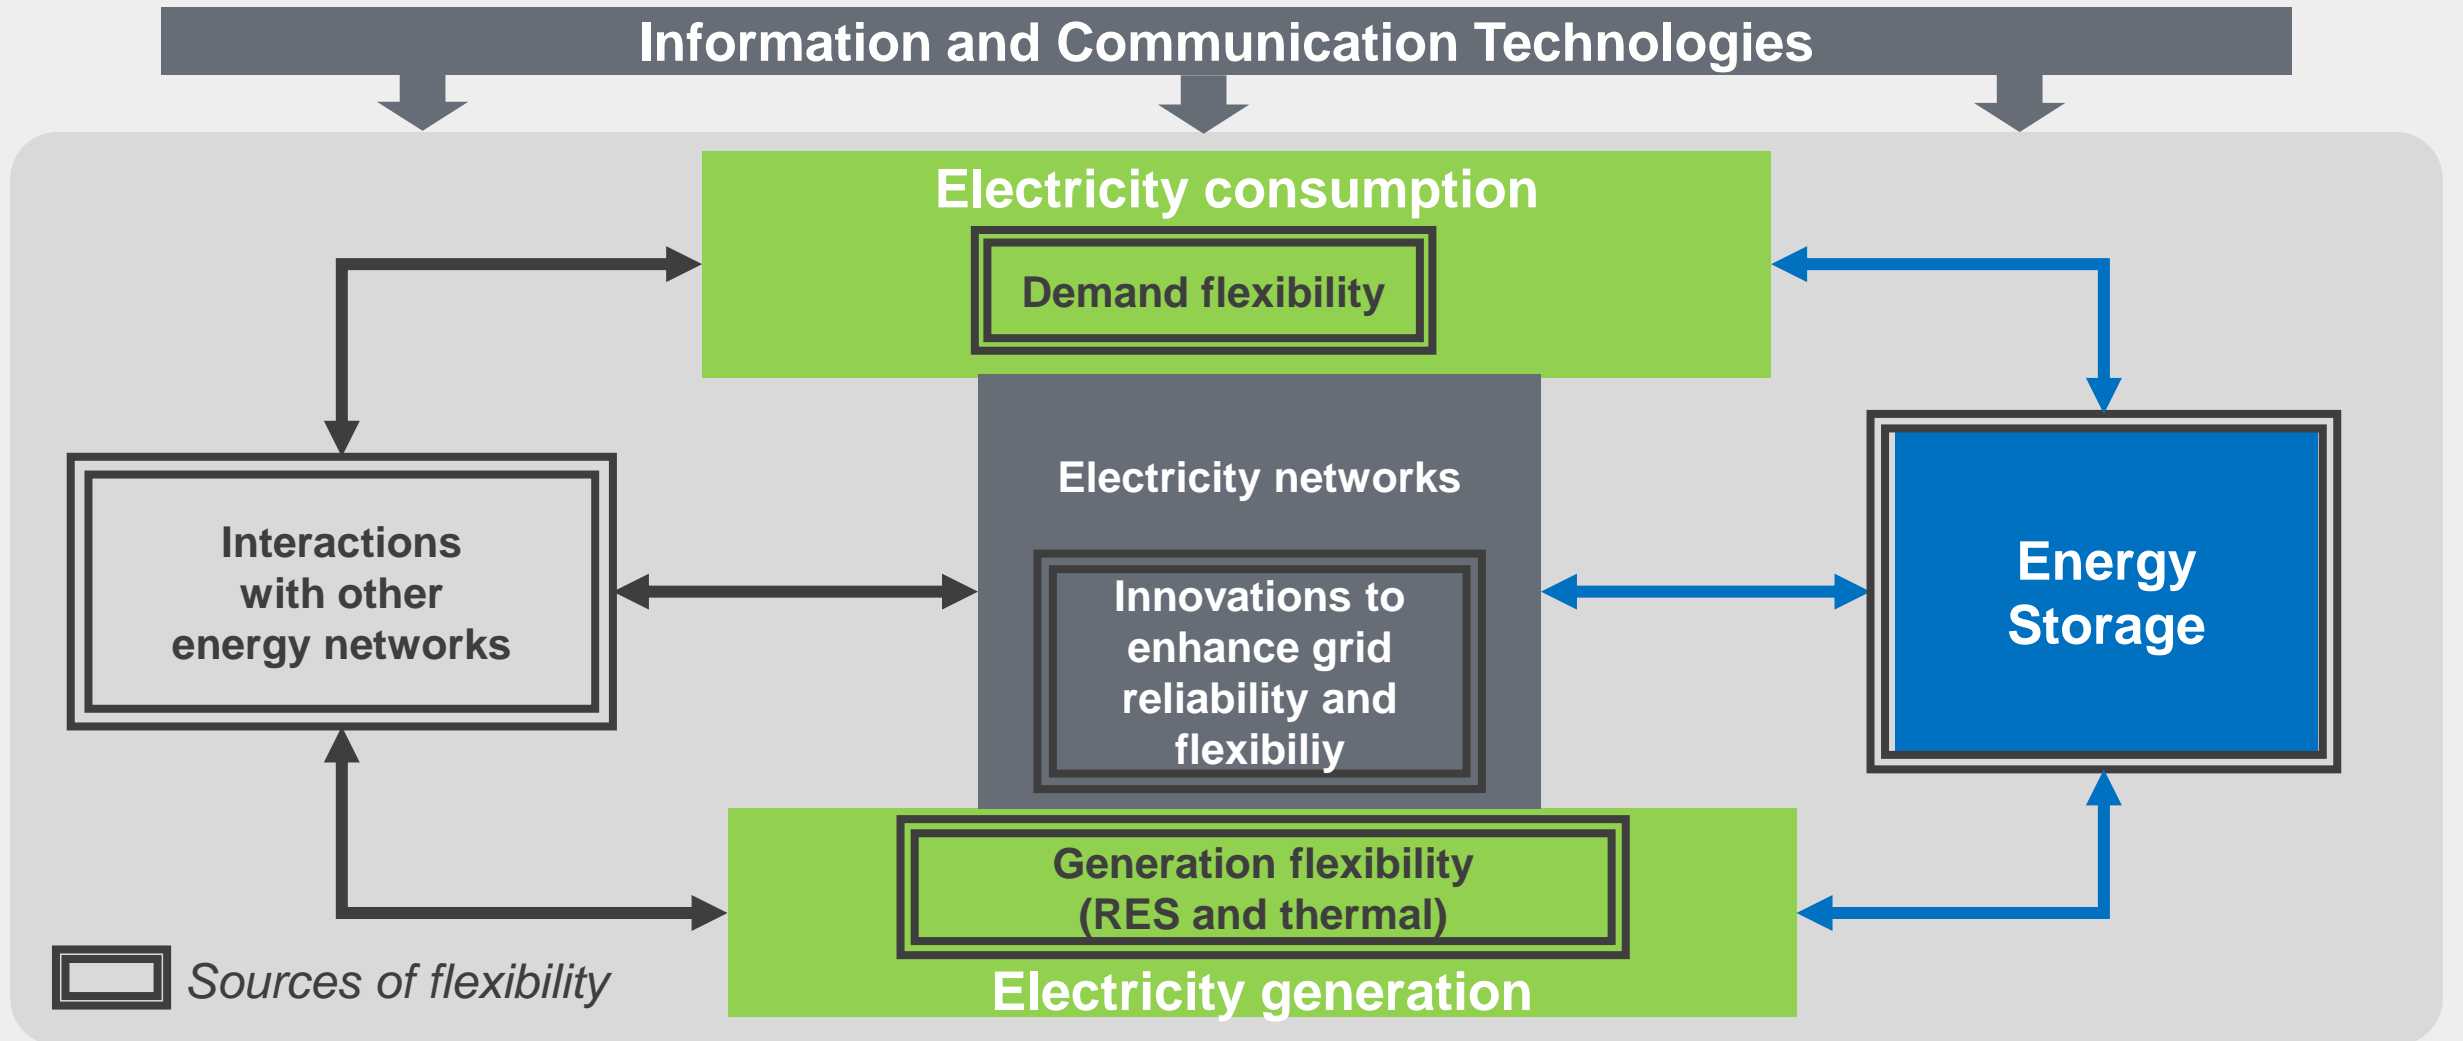 Information and Communication Technologies
Electricity consumption
Demand flexibility
Electricity networks
Interactions
with other
energy networks
Innovations to
enhance grid
reliability and
flexibiliy
Energy
Storage
Generation flexibility
(RES and thermal)
Electricity generation
Sources of flexibility